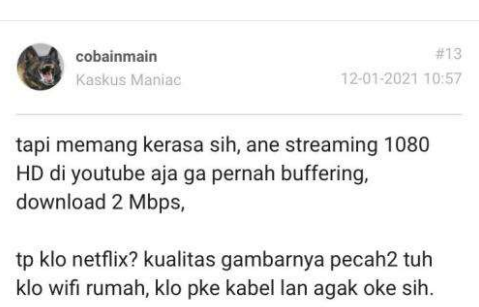 cobainmain
#13
Kaskus Maniac
12-01-2021 10:57
tapi memang kerasa sih, ane streaming 1080
HD di youtube aja ga pernah buffering,
download 2 Mbps,
tp klo netflix? kualitas gambarnya pecah2 tuh
klo wifi rumah, klo pke kabel lan agak oke sih.